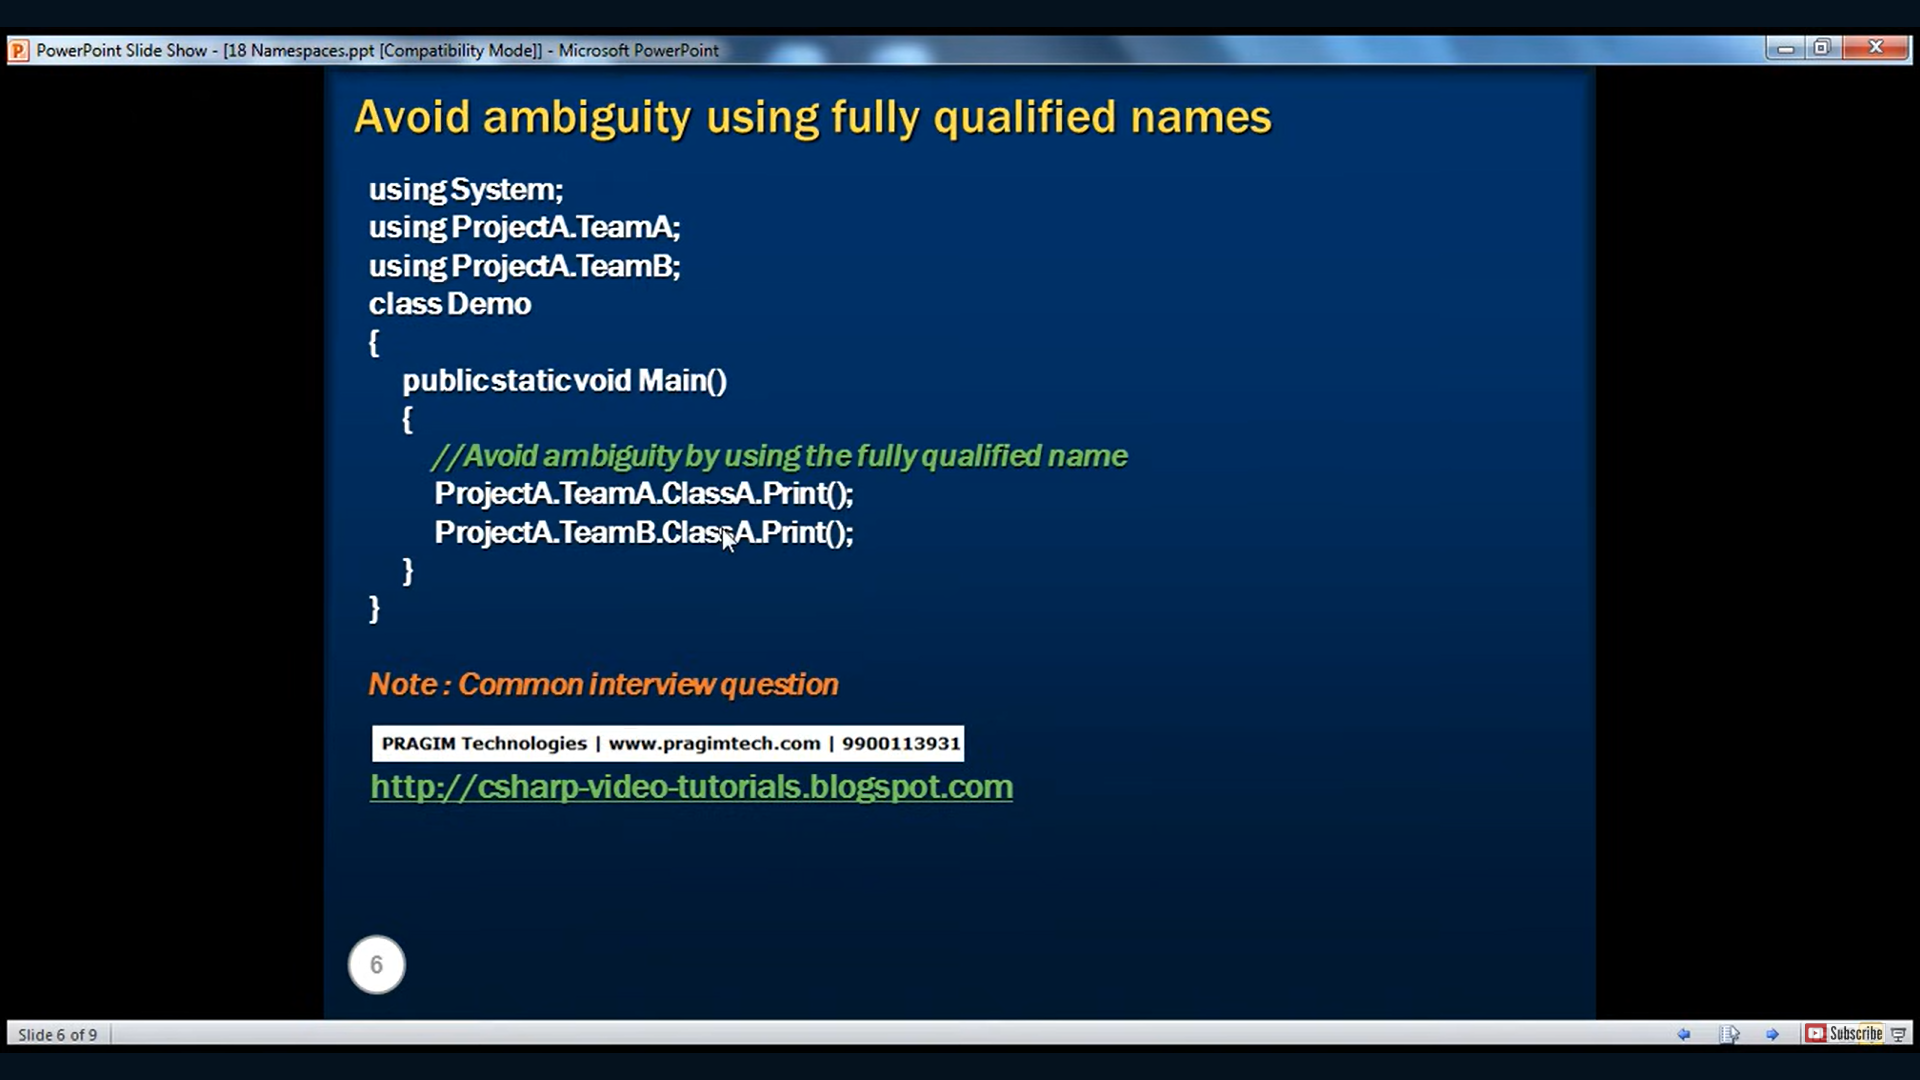 PowerPoint Slide Show - [18 Namespaces.ppt [Compatibility Mode]] - Microsoft PowerPoint
Avoid ambiguity using fully qualified names
using System;
using ProjectA.TeamA;
using ProjectA.TeamB;
class Demo
{
public static void Main()
{
//Avoid ambiguity by using the fully qualified name
ProjectA.TeamA.ClassA.Print();
ProjectA.TeamB.ClassA.Print();
}
}
Note : Common interview question
PRAGIM Technologies | www.pragimtech.com | 9900113931
http://csharp-video-tutorials.blogspot.com
6
Slide 6 of 9
Subscribe